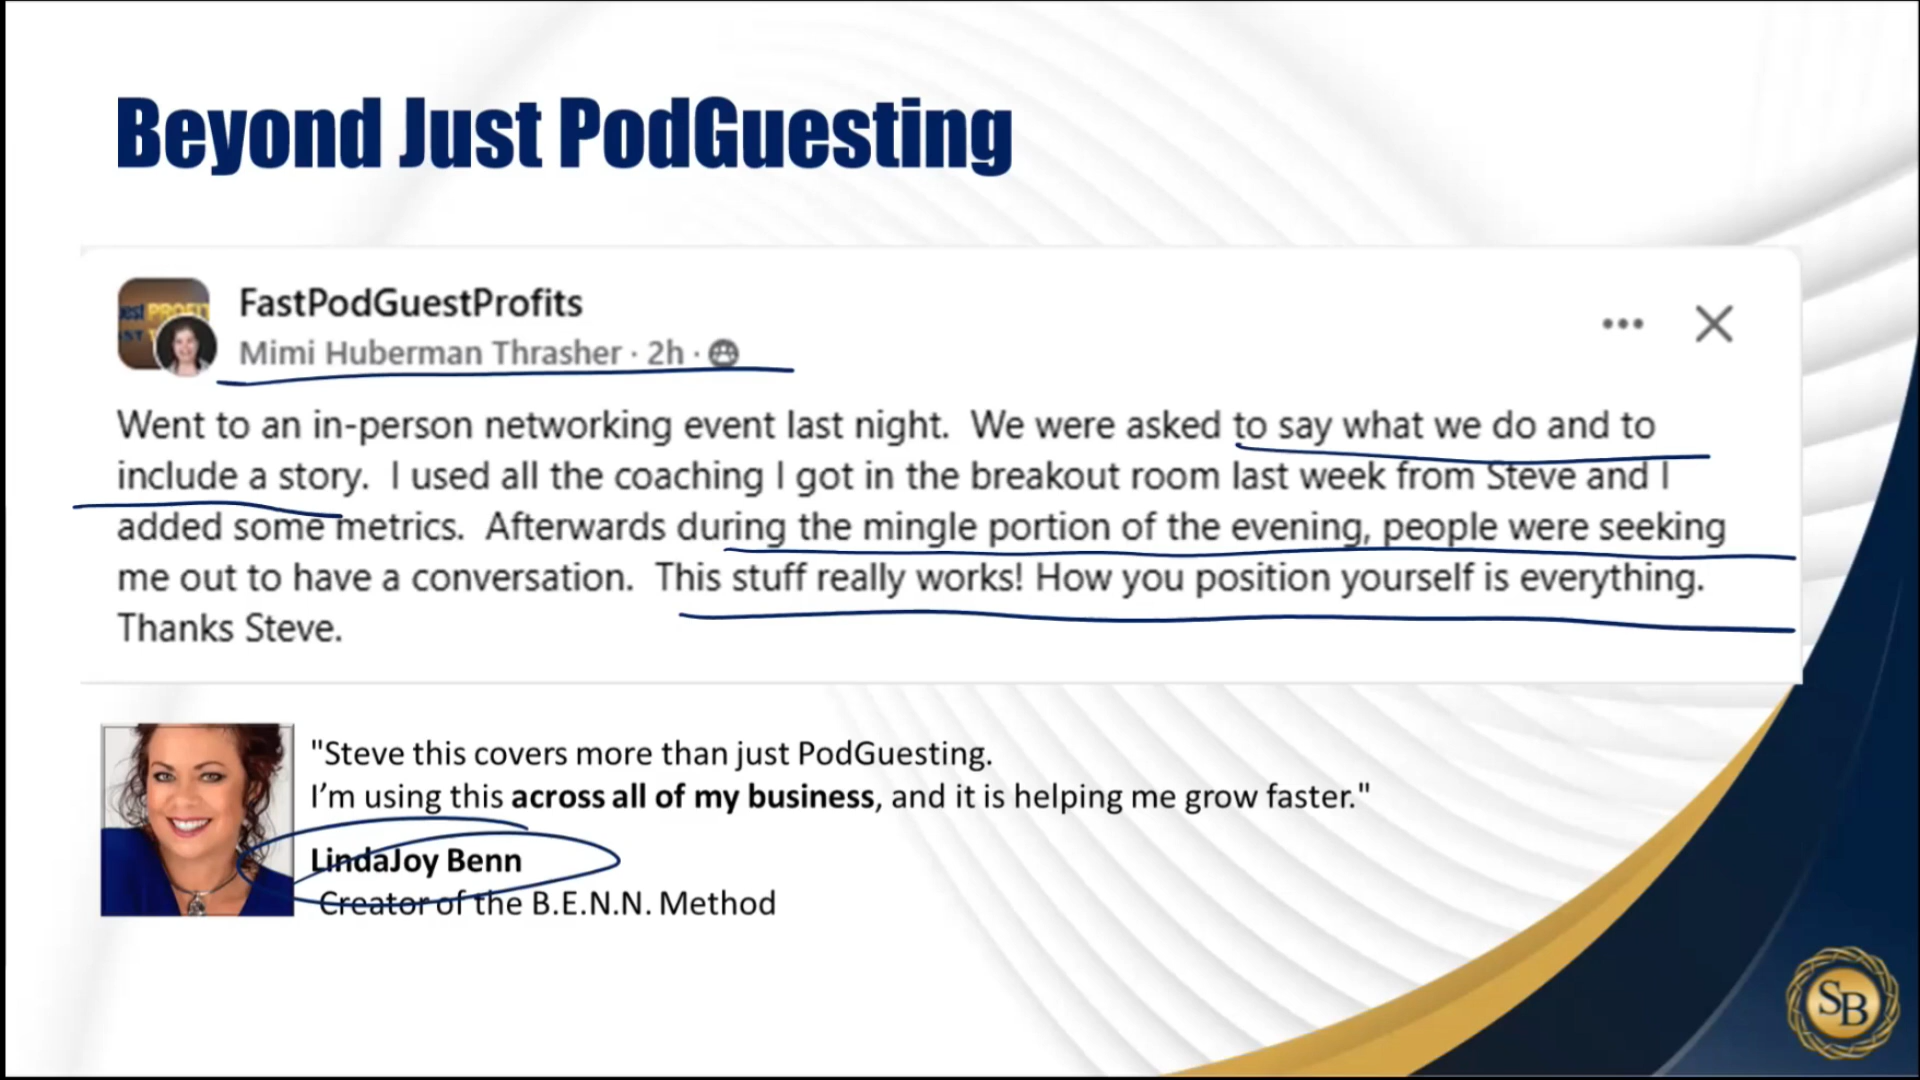 Beyond Just PodGuesting
FastPodGuestProfits
Mimi Huberman Thrasher · 2h ·
Went to an in-person networking event last night.  We were asked to say what we do and to
include a story.  I used all the coaching I got in the breakout room last week from Steve and I
added some metrics.  Afterwards during the mingle portion of the evening, people were seeking
me out to have a conversation.  This stuff really works! How you position yourself is everything.
Thanks Steve.
"Steve this covers more than just PodGuesting.
I’m using this across all of my business, and it is helping me grow faster."
LindaJoy Benn
Creator of the B.E.N.N. Method
SB